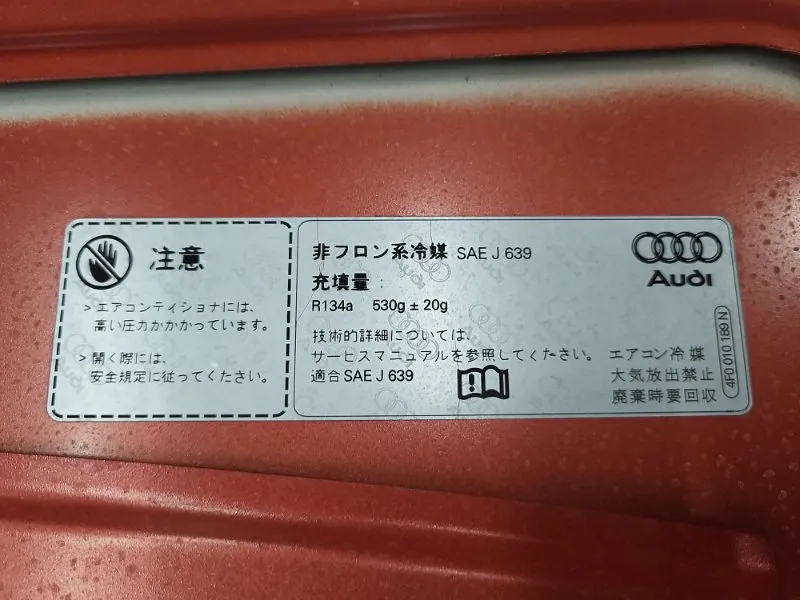 注意
> エアコンディショナには、
高い圧力がかかっています。
> 開く際には、
安全規定に従ってください。
非フロン系冷媒 SAE J 639
充填量 :
R134a 530g ± 20g
技術的詳細については、
サービスマニュアルを参照してください。
適合 SAE J 639
Audi
エアコン冷媒
大気放出禁止
廃棄時要回収
4F0 010 189 N